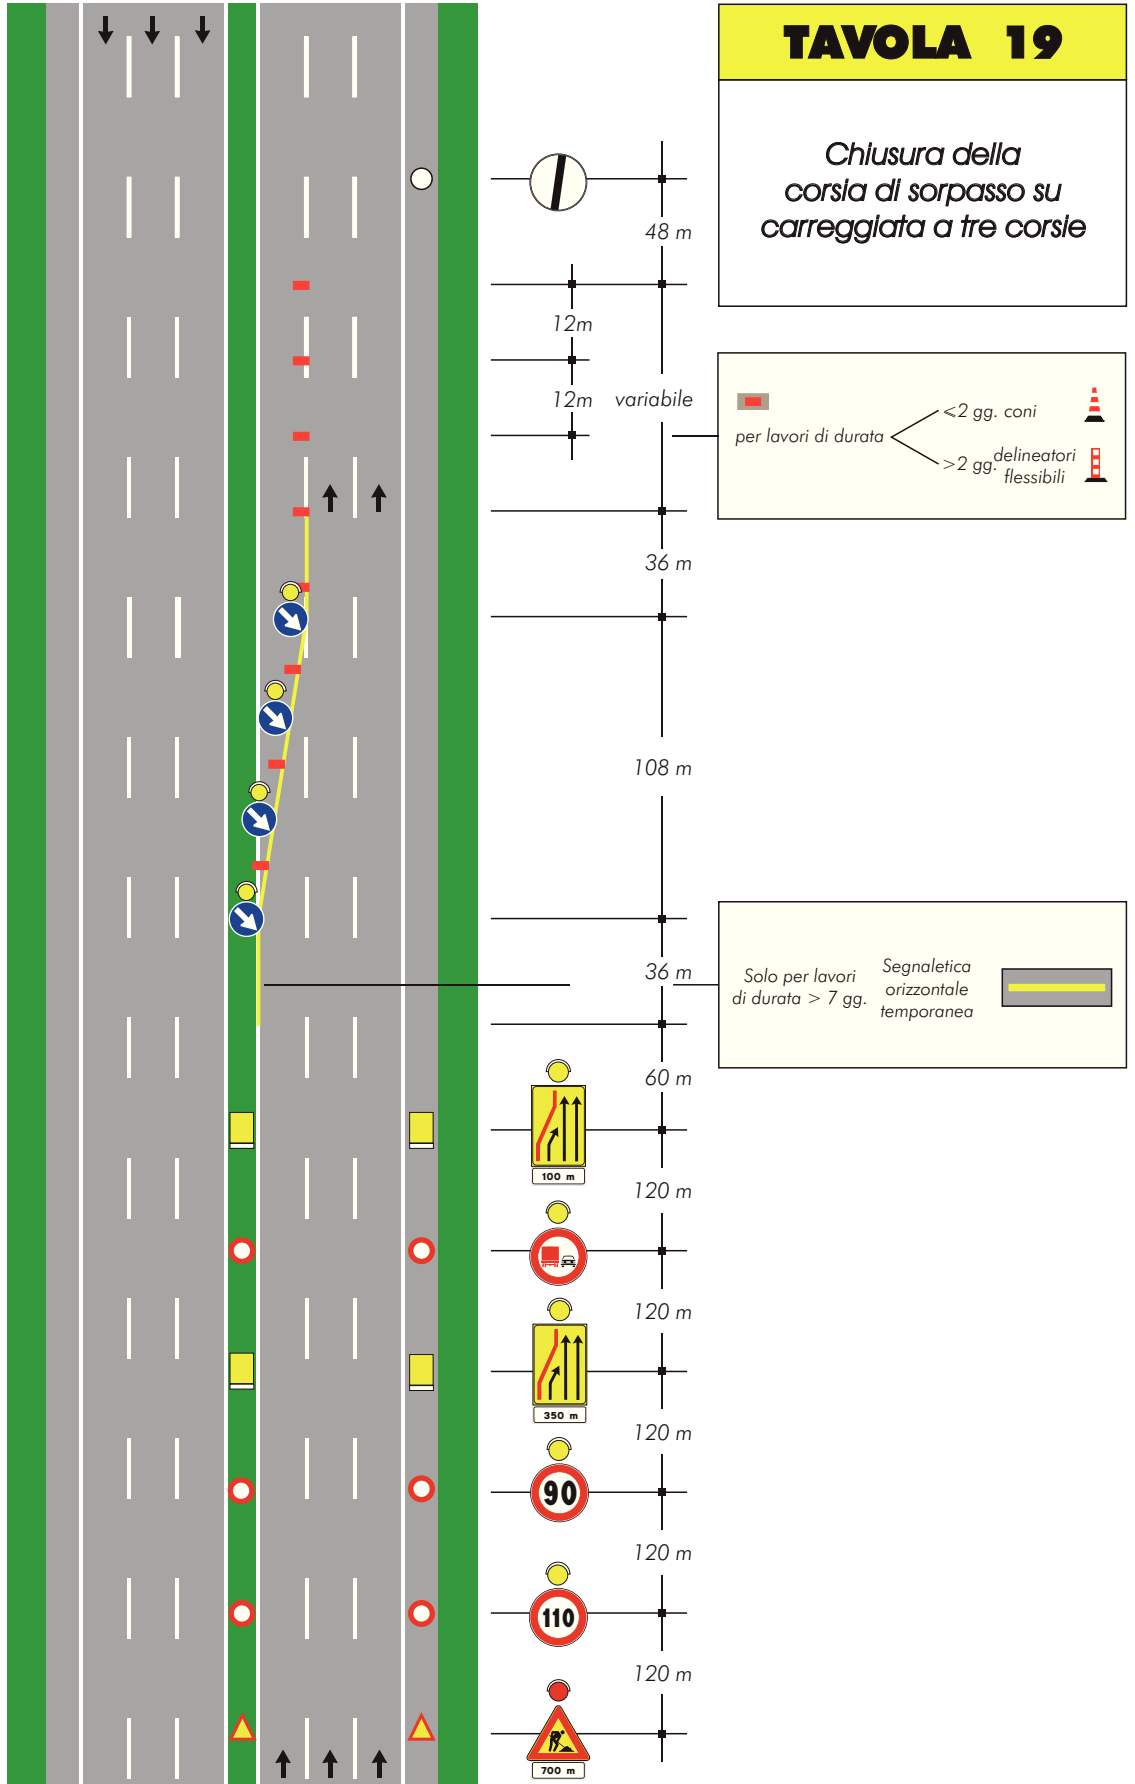 TAVOLA 19
Chiusura della
corsia di sorpasso su
carreggiata a tre corsie
48 m
12m
12m
variabile
per lavori di durata
⩽2 gg. coni
>2 gg.
delineatori
flessibili
36 m
108 m
36 m
Solo per lavori
di durata > 7 gg.
Segnaletica
orizzontale
temporanea
60 m
100 m
120 m
120 m
350 m
120 m
90
120 m
110
120 m
700 m